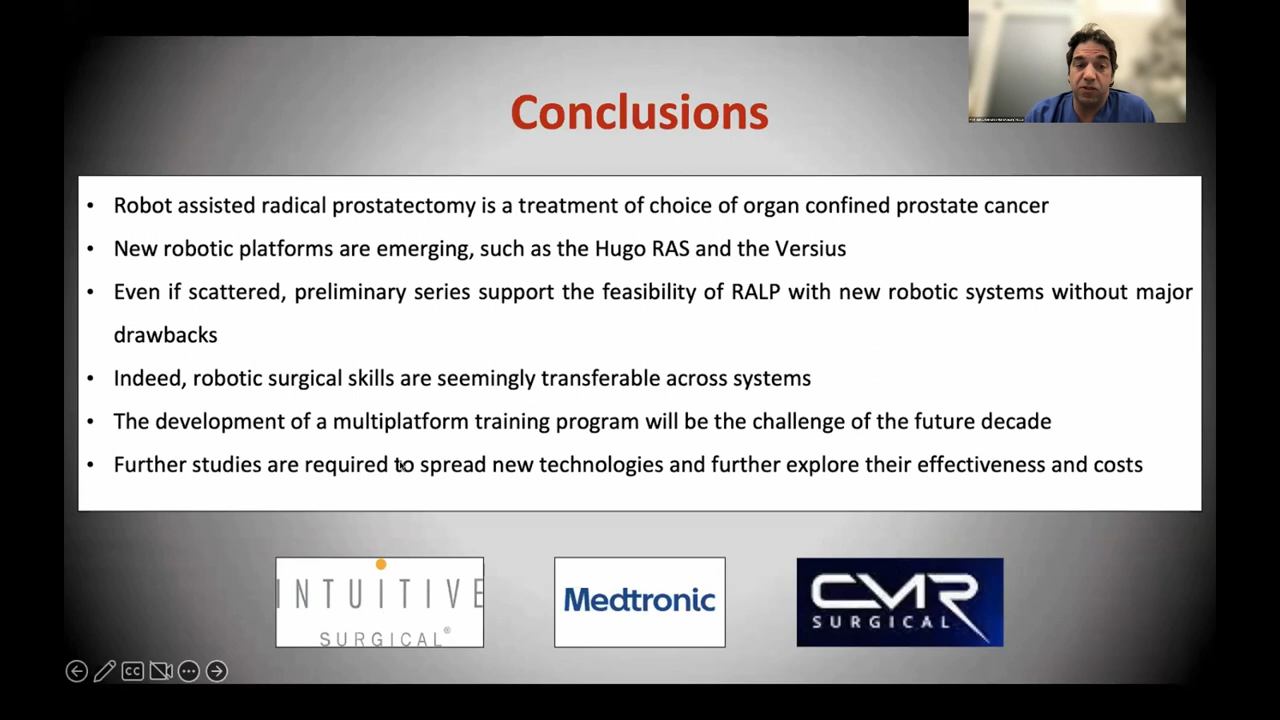 Conclusions
• Robot assisted radical prostatectomy is a treatment of choice of organ confined prostate cancer
• New robotic platforms are emerging, such as the Hugo RAS and the Versius
• Even if scattered, preliminary series support the feasibility of RALP with new robotic systems without major
drawbacks
• Indeed, robotic surgical skills are seemingly transferable across systems
• The development of a multiplatform training program will be the challenge of the future decade
• Further studies are required to spread new technologies and further explore their effectiveness and costs
INTUITIVE
SURGICAL®
Medtronic
CMR
SURGICAL
CC